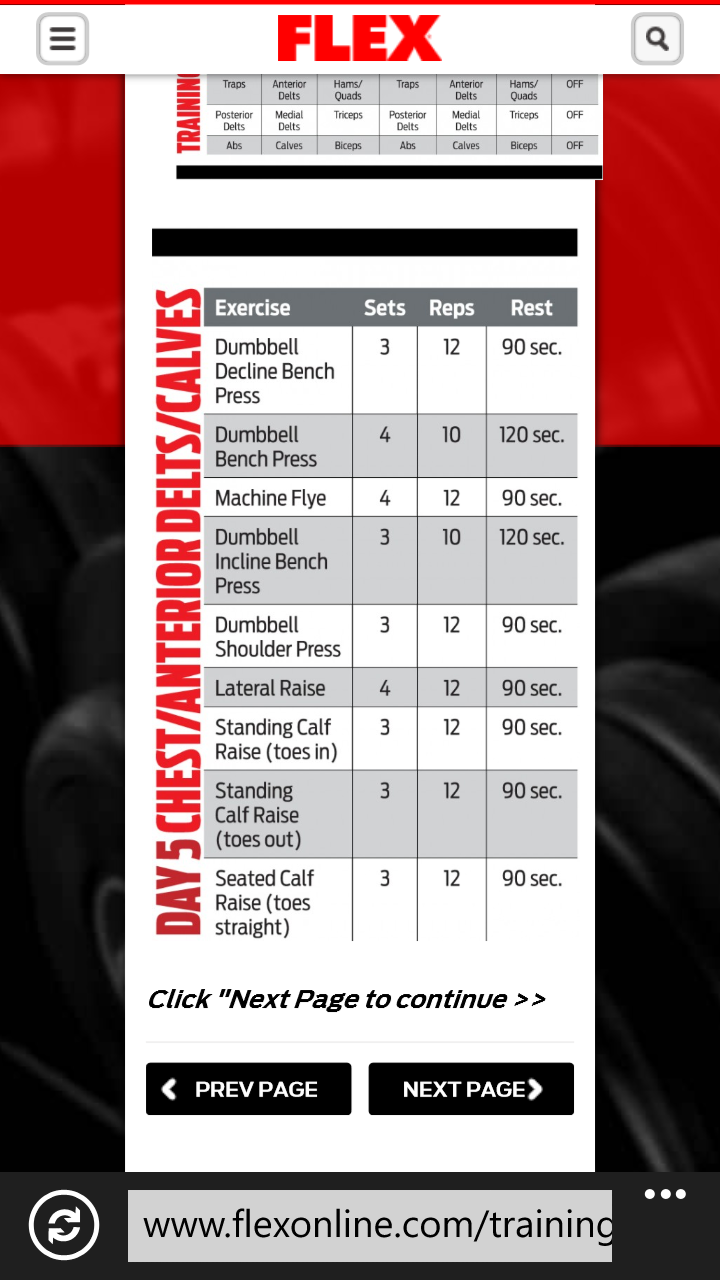 FLEX
TRAINING
Traps Anterior Delts Hams/ Quads Traps Anterior Delts Hams/ Quads OFF
Posterior Delts Medial Delts Triceps Posterior Delts Medial Delts Triceps OFF
Abs Calves Biceps Abs Calves Biceps OFF
DAY 5 CHEST/ANTERIOR DELTS/CALVES
Exercise Sets Reps Rest
Dumbbell 3 12 90 sec.
Decline Bench
Press
Dumbbell 4 10 120 sec.
Bench Press
Machine Flye 4 12 90 sec.
Dumbbell 3 10 120 sec.
Incline Bench
Press
Dumbbell 3 12 90 sec.
Shoulder Press
Lateral Raise 4 12 90 sec.
Standing Calf 3 12 90 sec.
Raise (toes in)
Standing 3 12 90 sec.
Calf Raise
(toes out)
Seated Calf 3 12 90 sec.
Raise (toes
straight)
Click "Next Page to continue >>
PREV PAGE NEXT PAGE
www.flexonline.com/training